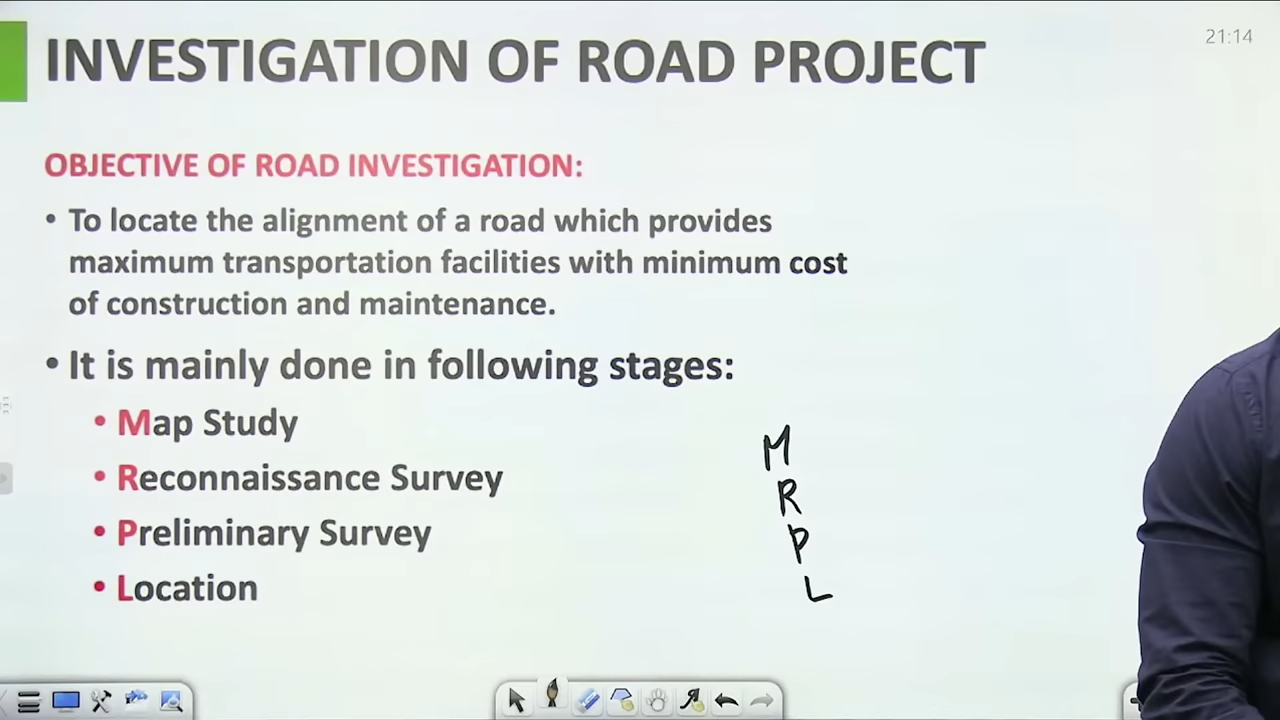 INVESTIGATION OF ROAD PROJECT
21:14
OBJECTIVE OF ROAD INVESTIGATION:
• To locate the alignment of a road which provides
maximum transportation facilities with minimum cost
of construction and maintenance.
• It is mainly done in following stages:
• Map Study
• Reconnaissance Survey
• Preliminary Survey
• Location
M
R
P
L